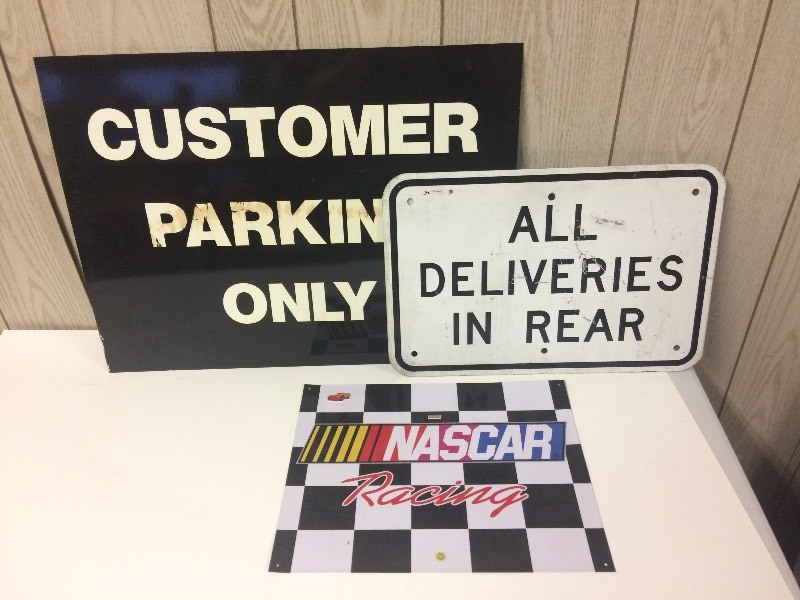 CUSTOMER
PARKIN
ONLY
ALL
DELIVERIES
IN REAR
NASCAR
Racing